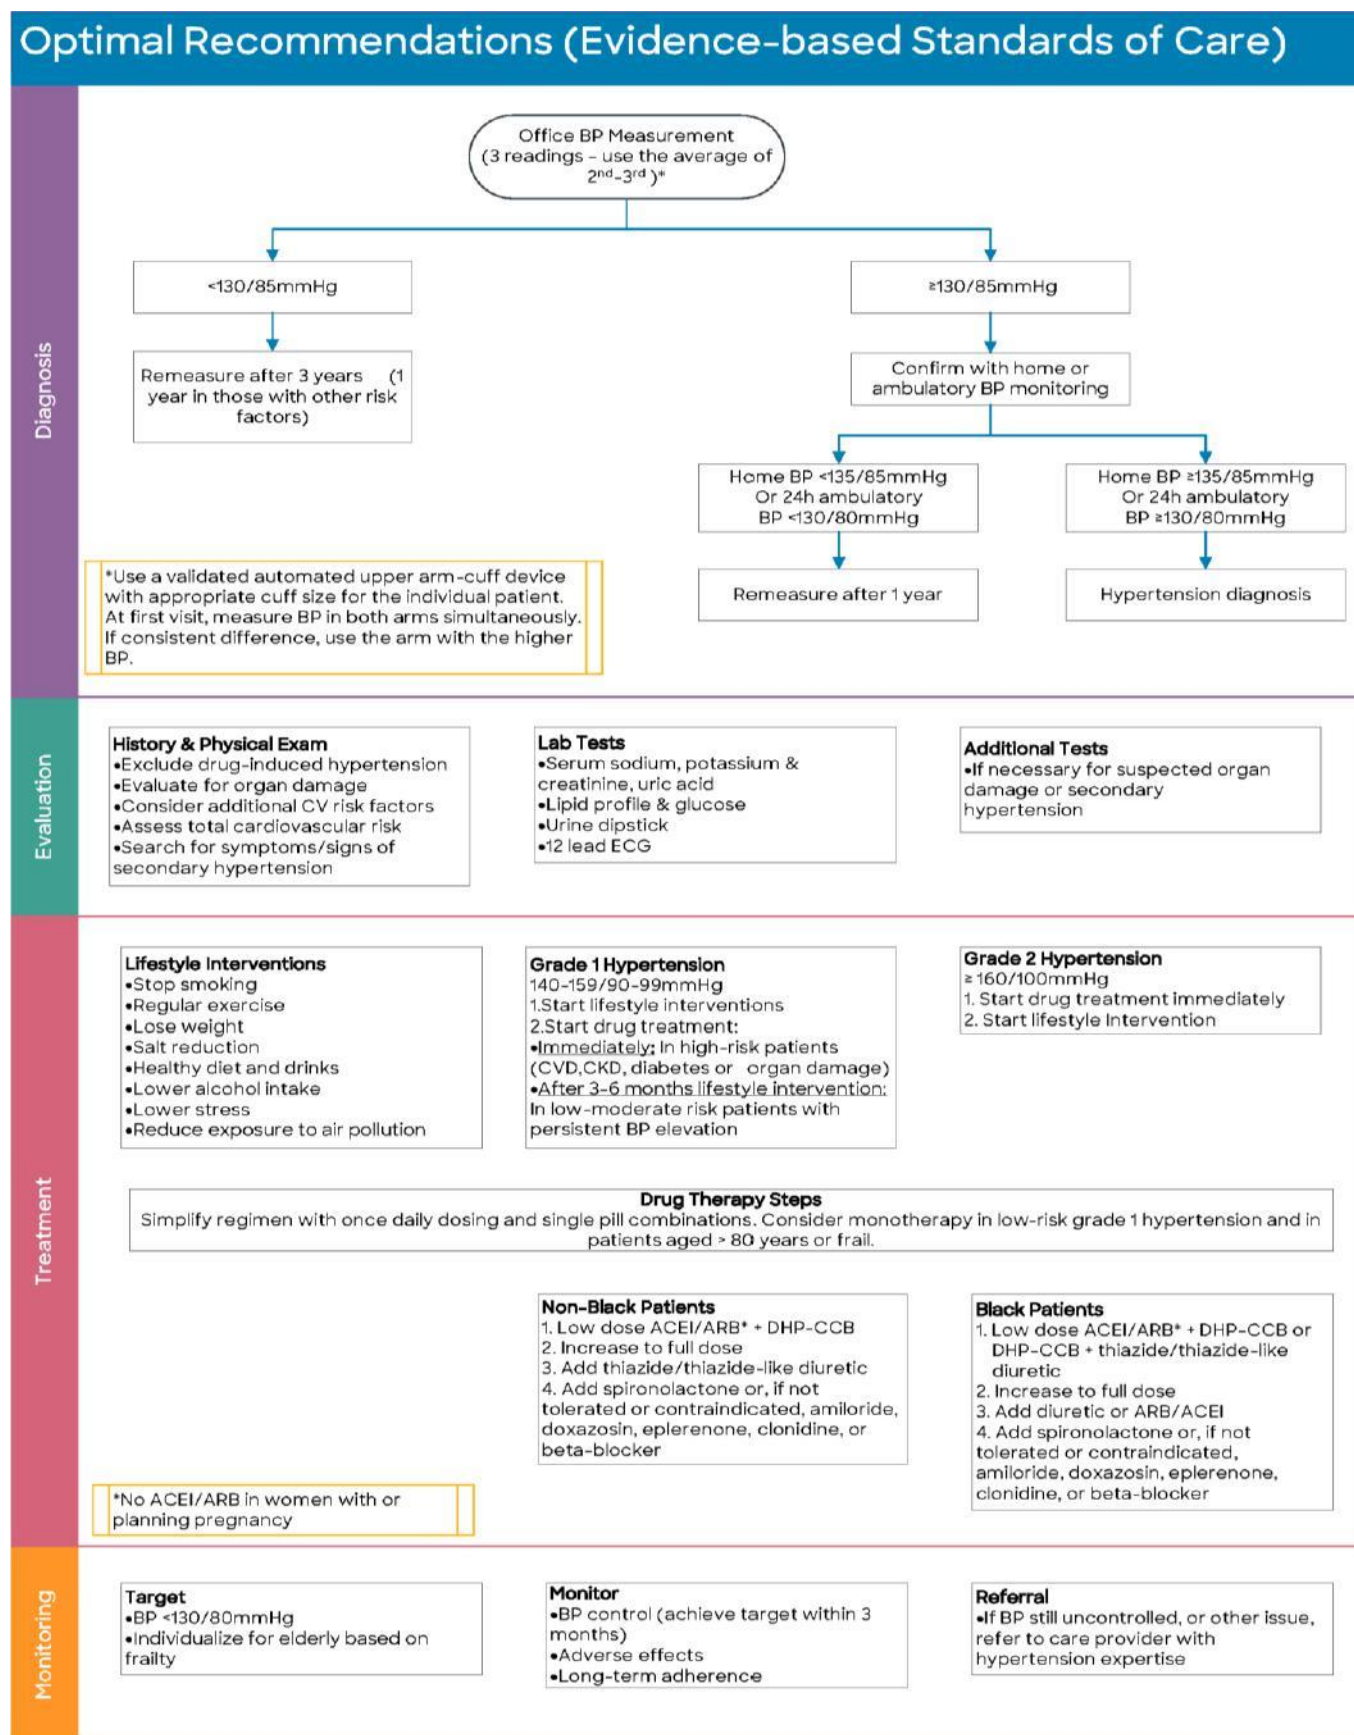 Optimal Recommendations (Evidence-based Standards of Care)
Diagnosis
Office BP Measurement
(3 readings - use the average of
2nd-3rd )*
<130/85mmHg
≥130/85mmHg
Remeasure after 3 years (1
year in those with other risk
factors)
Confirm with home or
ambulatory BP monitoring
Home BP <135/85mmHg
Or 24h ambulatory
BP <130/80mmHg
Home BP ≥135/85mmHg
Or 24h ambulatory
BP ≥130/80mmHg
Remeasure after 1 year
Hypertension diagnosis
*Use a validated automated upper arm-cuff device
with appropriate cuff size for the individual patient.
At first visit, measure BP in both arms simultaneously.
If consistent difference, use the arm with the higher
BP.
Evaluation
History & Physical Exam
•Exclude drug-induced hypertension
•Evaluate for organ damage
•Consider additional CV risk factors
•Assess total cardiovascular risk
•Search for symptoms/signs of
secondary hypertension
Lab Tests
•Serum sodium, potassium &
creatinine, uric acid
•Lipid profile & glucose
•Urine dipstick
•12 lead ECG
Additional Tests
•If necessary for suspected organ
damage or secondary
hypertension
Treatment
Lifestyle Interventions
•Stop smoking
•Regular exercise
•Lose weight
•Salt reduction
•Healthy diet and drinks
•Lower alcohol intake
•Lower stress
•Reduce exposure to air pollution
Grade 1 Hypertension
140-159/90-99mmHg
1.Start lifestyle interventions
2.Start drug treatment:
•Immediately: In high-risk patients
(CVD,CKD, diabetes or organ damage)
•After 3-6 months lifestyle intervention:
In low-moderate risk patients with
persistent BP elevation
Grade 2 Hypertension
≥ 160/100mmHg
1. Start drug treatment immediately
2. Start lifestyle Intervention
Drug Therapy Steps
Simplify regimen with once daily dosing and single pill combinations. Consider monotherapy in low-risk grade 1 hypertension and in
patients aged > 80 years or frail.
Non-Black Patients
1. Low dose ACEI/ARB* + DHP-CCB
2. Increase to full dose
3. Add thiazide/thiazide-like diuretic
4. Add spironolactone or, if not
tolerated or contraindicated, amiloride,
doxazosin, eplerenone, clonidine, or
beta-blocker
Black Patients
1. Low dose ACEI/ARB* + DHP-CCB or
DHP-CCB + thiazide/thiazide-like
diuretic
2. Increase to full dose
3. Add diuretic or ARB/ACEI
4. Add spironolactone or, if not
tolerated or contraindicated,
amiloride, doxazosin, eplerenone,
clonidine, or beta-blocker
*No ACEI/ARB in women with or
planning pregnancy
Monitoring
Target
•BP <130/80mmHg
•Individualize for elderly based on
frailty
Monitor
•BP control (achieve target within 3
months)
•Adverse effects
•Long-term adherence
Referral
•If BP still uncontrolled, or other issue,
refer to care provider with
hypertension expertise